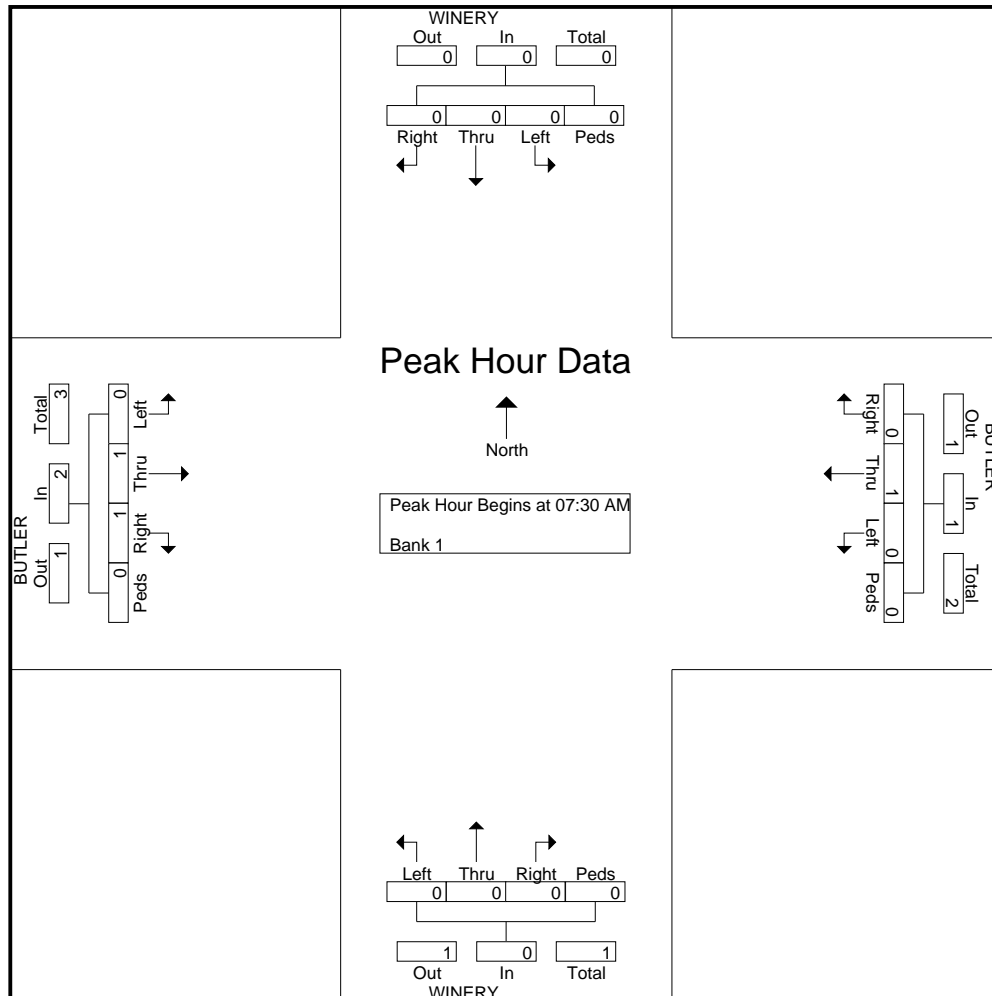 WINERY
Out In Total
0 0 0
0 0 0 0
Right Thru Left Peds
Peak Hour Data
North
Peak Hour Begins at 07:30 AM
Bank 1
BUTLER
Out In Total
1 2 3
0 1 1 0
Peds Right Thru Left
BUTLER
Out In Total
1 1 2
0 1 0 0
Right Thru Left Peds
Left Thru Right Peds
0 0 0 0
1 0 1
Out In Total
WINERY